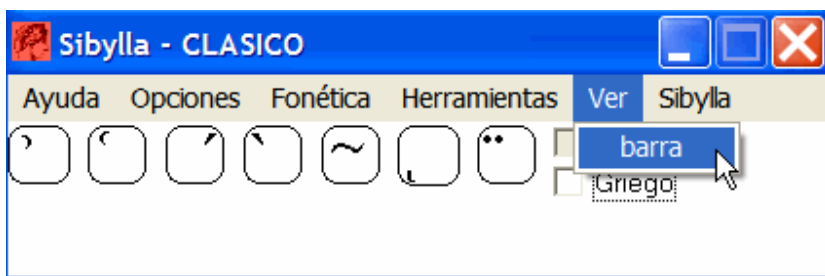 Sibylla - CLASICO
Ayuda Opciones Fonética Herramientas Ver Sibylla
barra
Griego